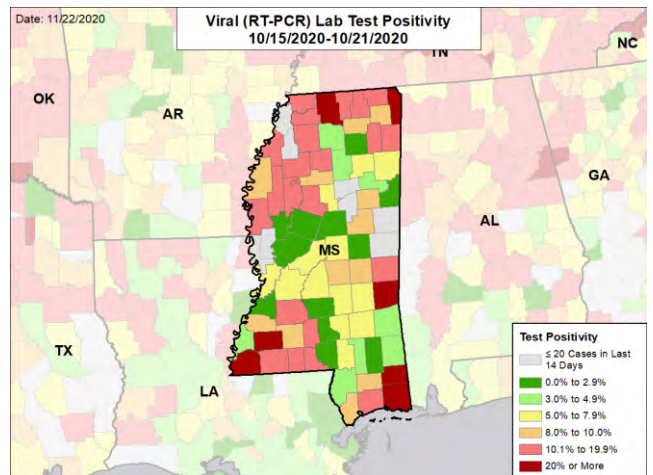 Date: 11/22/2020
Viral (RT-PCR) Lab Test Positivity
10/15/2020-10/21/2020
TN
NC
OK
AR
GA
AL
MS
TX
LA
Test Positivity
≤ 20 Cases in Last
14 Days
0.0% to 2.9%
3.0% to 4.9%
5.0% to 7.9%
8.0% to 10.0%
10.1% to 19.9%
20% or More